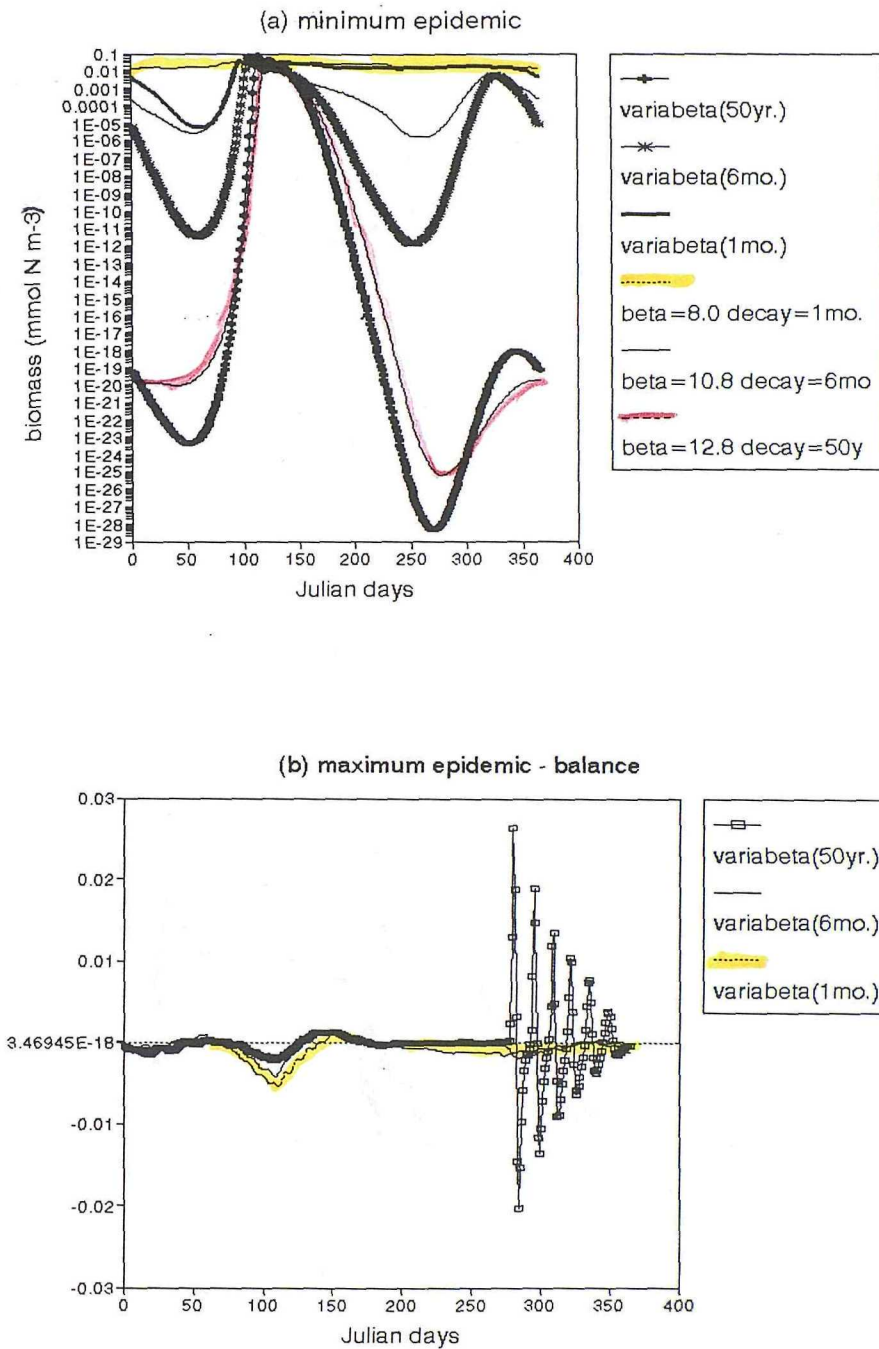 (a) minimum epidemic
0.1
0.01
0.001
0.0001
1E-05
1E-06
1E-07
1E-08
1E-09
1E-10
1E-11
1E-12
1E-13
1E-14
1E-15
1E-16
1E-17
1E-18
1E-19
1E-20
1E-21
1E-22
1E-23
1E-24
1E-25
1E-26
1E-27
1E-28
1E-29
biomass (mmol N m-3)
0 50 100 150 200 250 300 350 400
Julian days
variabeta(50yr.)
variabeta(6mo.)
variabeta(1mo.)
beta=8.0 decay=1mo.
beta=10.8 decay=6mo
beta=12.8 decay=50y
(b) maximum epidemic - balance
0.03
0.02
0.01
3.46945E-18
-0.01
-0.02
-0.03
0 50 100 150 200 250 300 350 400
Julian days
variabeta(50yr.)
variabeta(6mo.)
variabeta(1mo.)